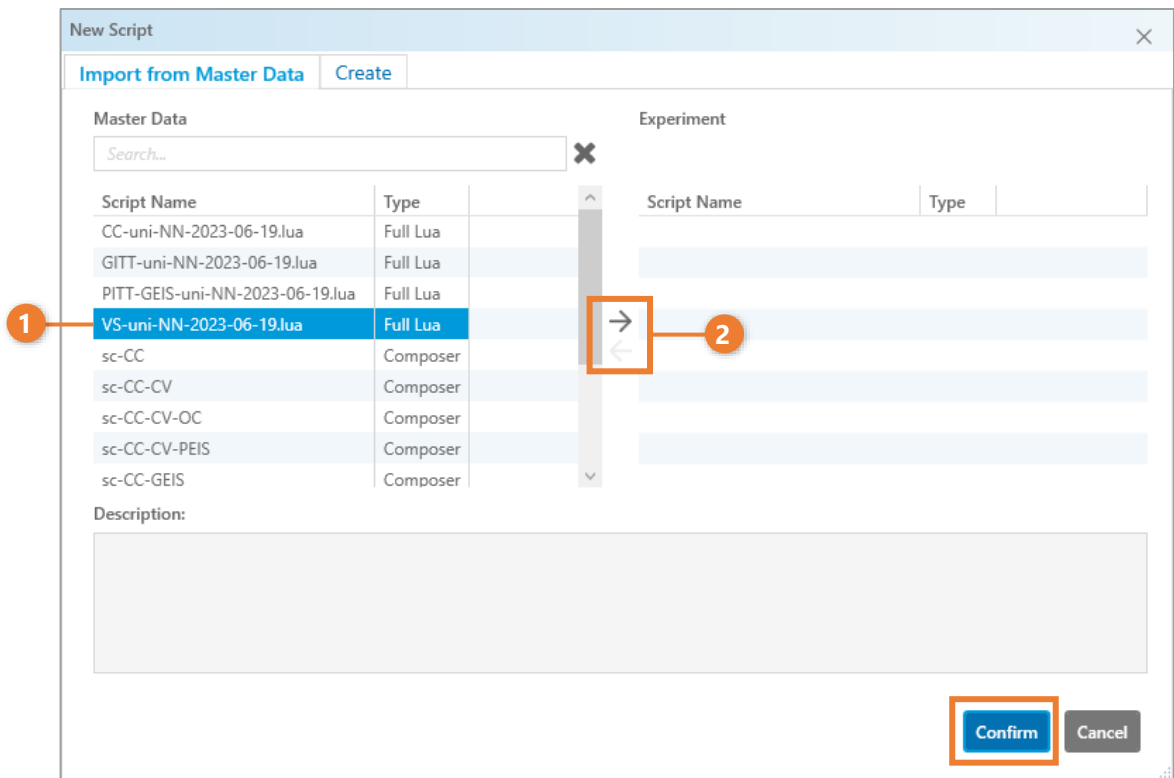 New Script
Import from Master Data Create
Master Data Experiment
Search...
Script Name Type Script Name Type
CC-uni-NN-2023-06-19.lua Full Lua
GITT-uni-NN-2023-06-19.lua Full Lua
PITT-GEIS-uni-NN-2023-06-19.lua Full Lua
1 VS-uni-NN-2023-06-19.lua Full Lua 2
sc-CC Composer
sc-CC-CV Composer
sc-CC-CV-OC Composer
sc-CC-CV-PEIS Composer
sc-CC-GEIS Composer
Description:
Confirm Cancel